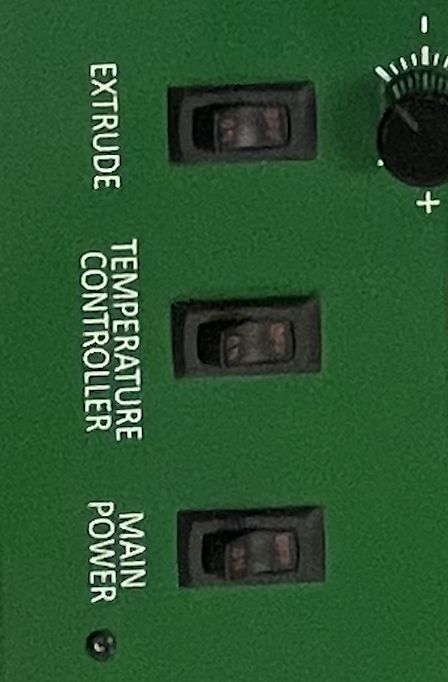 EXTRUDE
TEMPERATURE
CONTROLLER
MAIN
POWER
-
+